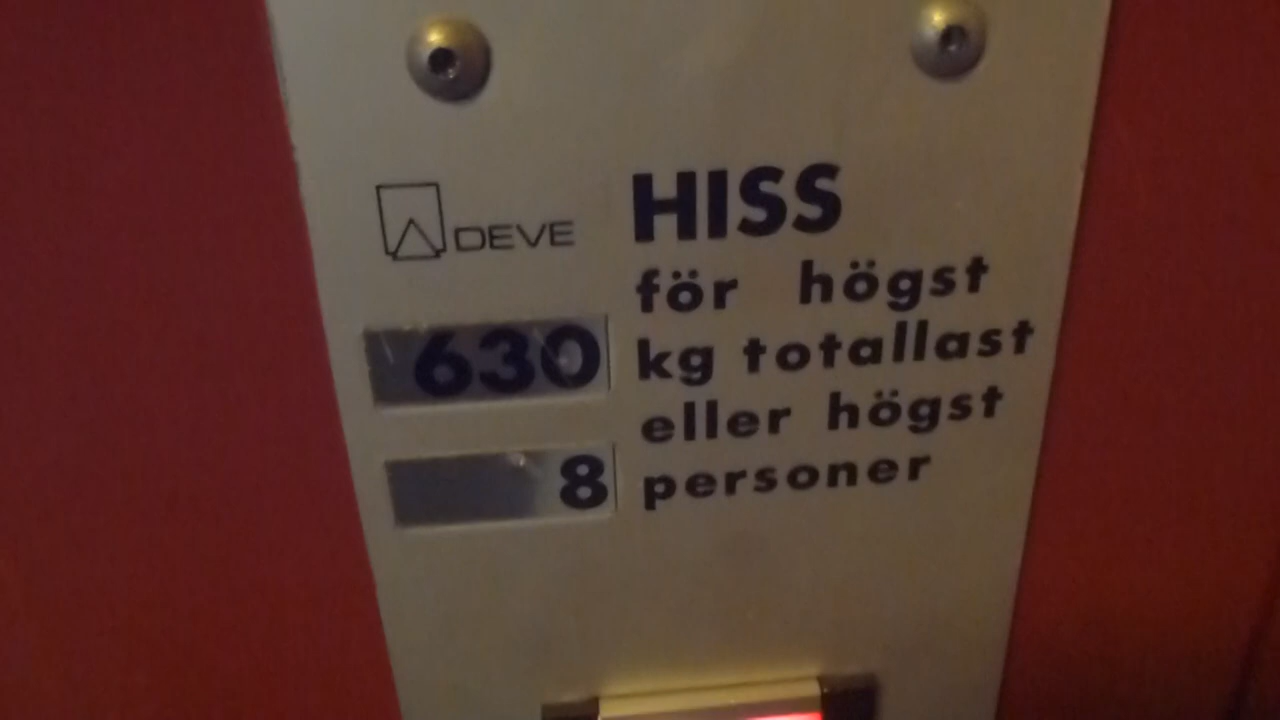 DEVE HISS
för högst
630 kg totallast
eller högst
8 personer